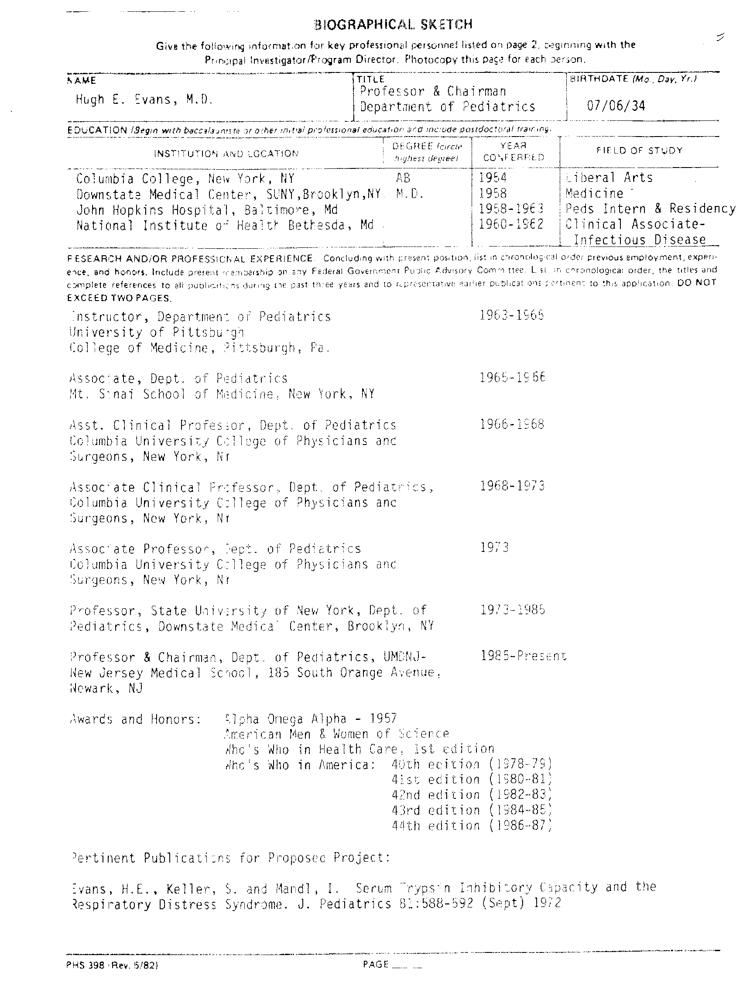 BIOGRAPHICAL SKETCH
Give the following information for key professional personnel listed on page 2, beginning with the
Principal Investigator/Program Director. Photocopy this page for each person.
NAME TITLE BIRTHDATE (Mo., Day, Yr.)
Hugh E. Evans, M.D. Professor & Chairman
Department of Pediatrics 07/06/34
EDUCATION (Begin with baccalaureate or other initial professional education and include postdoctoral training.
INSTITUTION AND LOCATION DEGREE (circle highest degree) YEAR CONFERRED FIELD OF STUDY
Columbia College, New York, NY AB 1954 Liberal Arts
Downstate Medical Center, SUNY,Brooklyn,NY M.D. 1958 Medicine
John Hopkins Hospital, Baltimore, Md 1958-1963 Peds Intern & Residency
National Institute of Health Bethesda, Md 1960-1962 Clinical Associate-
Infectious Disease
RESEARCH AND/OR PROFESSIONAL EXPERIENCE. Concluding with present position, list in chronological order previous employment, experi-
ence, and honors. Include present membership on any Federal Government Public Advisory Committee. List in chronological order, the titles and
complete references to all publications during the past three years and to representative earlier publications pertinent to this application. DO NOT
EXCEED TWO PAGES.
Instructor, Department of Pediatrics 1963-1965
University of Pittsburgh
College of Medicine, Pittsburgh, Pa.
Associate, Dept. of Pediatrics 1965-1966
Mt. Sinai School of Medicine, New York, NY
Asst. Clinical Professor, Dept. of Pediatrics 1966-1968
Columbia University College of Physicians and
Surgeons, New York, NY
Associate Clinical Professor, Dept. of Pediatrics, 1968-1973
Columbia University College of Physicians and
Surgeons, New York, NY
Associate Professor, Dept. of Pediatrics 1973
Columbia University College of Physicians and
Surgeons, New York, NY
Professor, State University of New York, Dept. of 1973-1985
Pediatrics, Downstate Medical Center, Brooklyn, NY
Professor & Chairman, Dept. of Pediatrics, UMDNJ- 1985-Present
New Jersey Medical School, 185 South Orange Avenue,
Newark, NJ
Awards and Honors: Alpha Omega Alpha - 1957
American Men & Women of Science
Who's Who in Health Care, 1st edition
Who's Who in America: 40th edition (1978-79)
41st edition (1980-81)
42nd edition (1982-83)
43rd edition (1984-85)
44th edition (1986-87)
Pertinent Publications for Proposed Project:
Evans, H.E., Keller, S. and Mandl, I. Serum Trypsin Inhibitory Capacity and the
Respiratory Distress Syndrome. J. Pediatrics 81:588-592 (Sept) 1972
PHS 398 (Rev. 5/82) PAGE